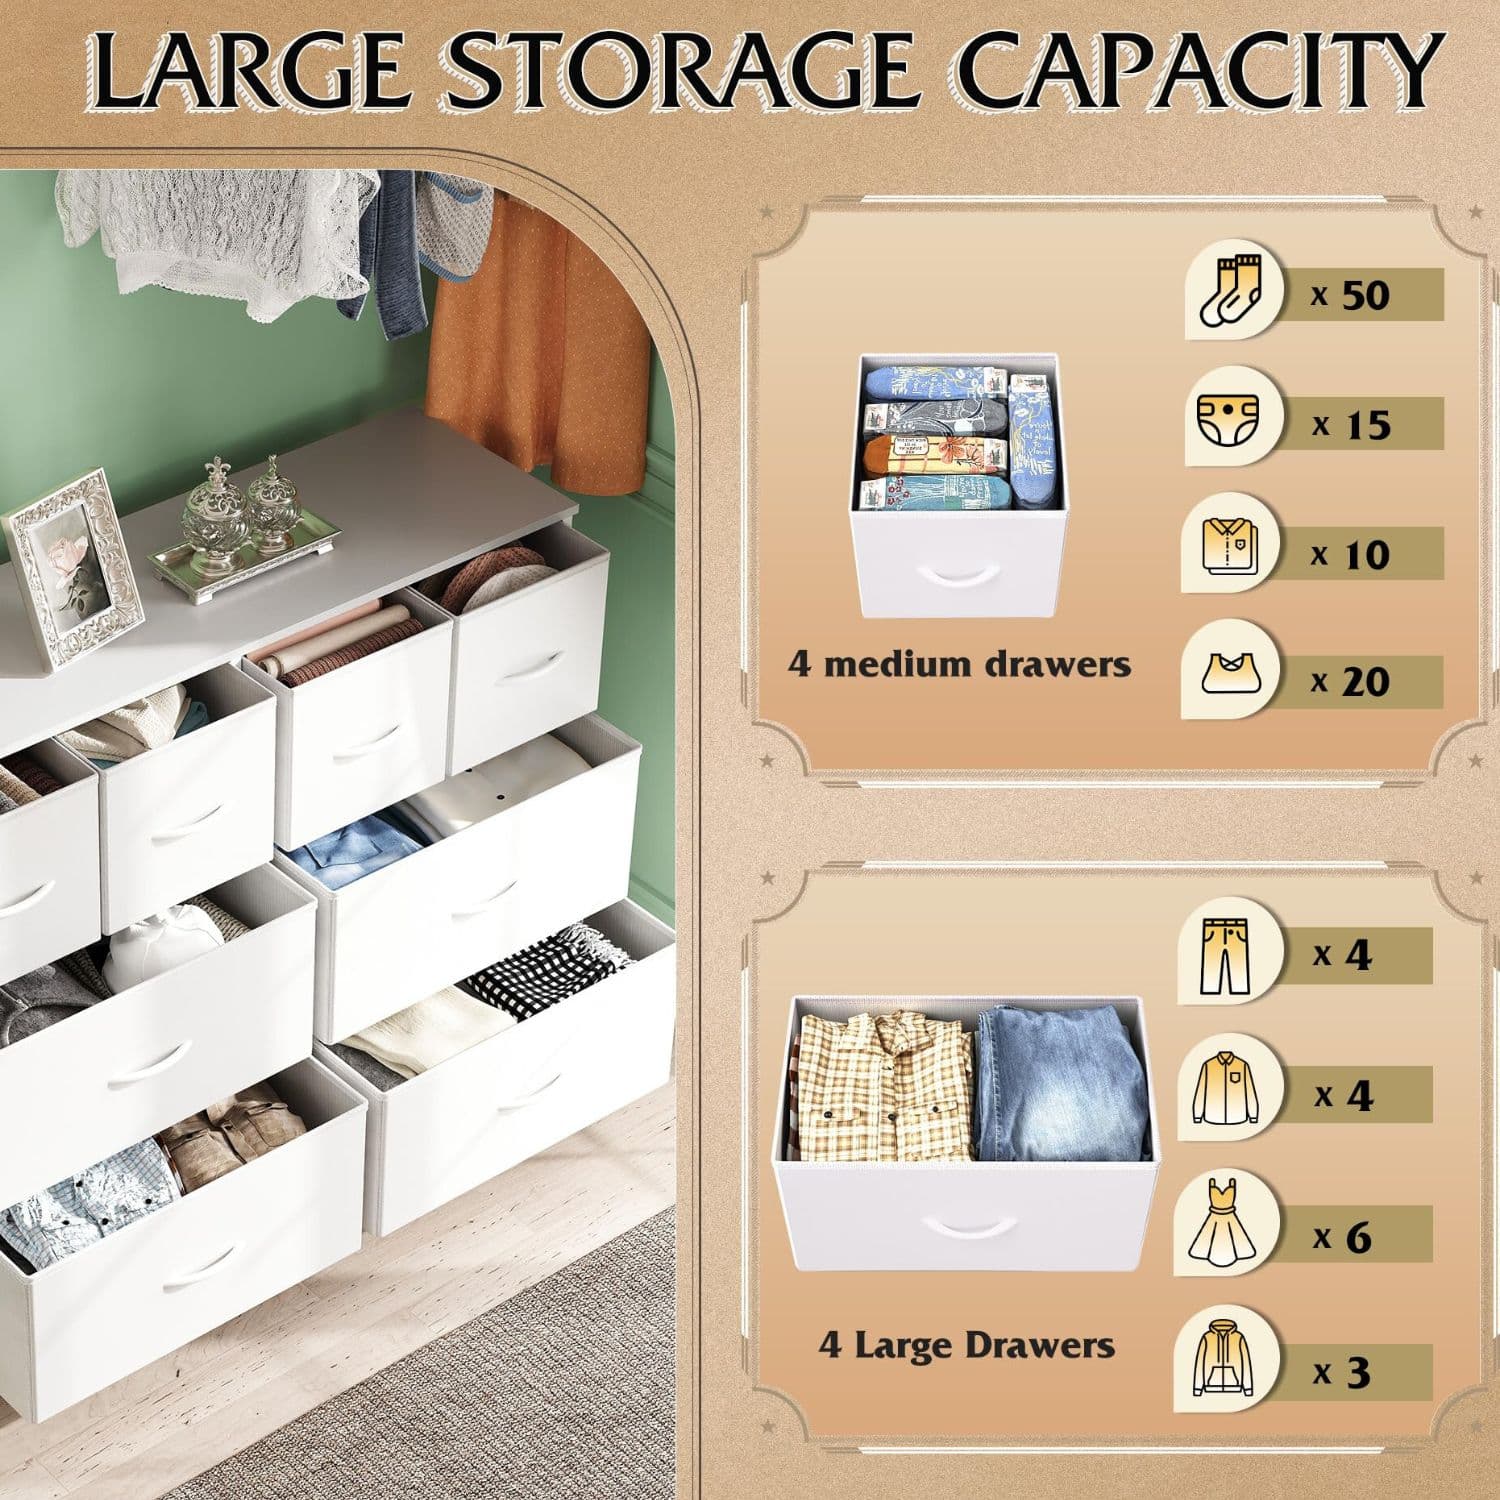 LARGE STORAGE CAPACITY
x 50
x 15
x 10
x 20
4 medium drawers
x 4
x 4
x 6
x 3
4 Large Drawers